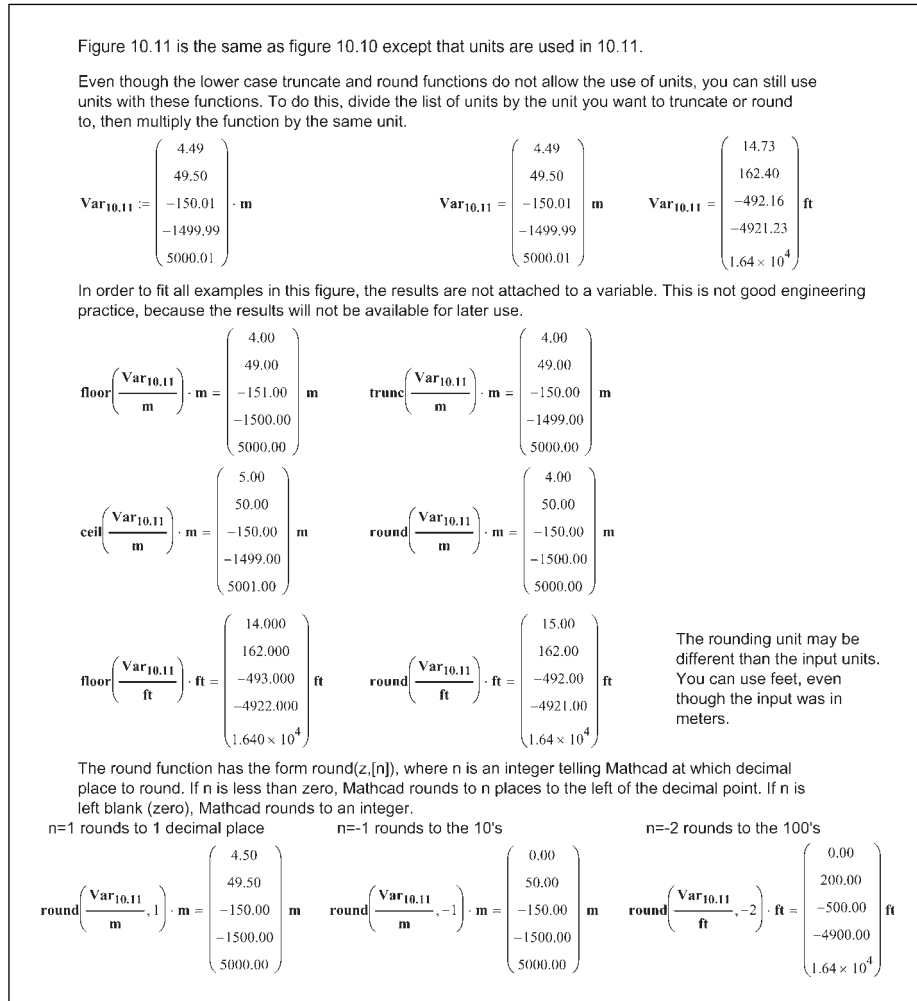 Figure 10.11 is the same as figure 10.10 except that units are used in 10.11.
Even though the lower case truncate and round functions do not allow the use of units, you can still use
units with these functions. To do this, divide the list of units by the unit you want to truncate or round
to, then multiply the function by the same unit.
Var10.11 := (4.49 49.50 −150.01 −1499.99 5000.01) · m Var10.11 = (4.49 49.50 −150.01 −1499.99 5000.01) m Var10.11 = (14.73 162.40 −492.16 −4921.23 1.64 × 10^4) ft
In order to fit all examples in this figure, the results are not attached to a variable. This is not good engineering
practice, because the results will not be available for later use.
floor(Var10.11/m) · m = (4.00 49.00 −151.00 −1500.00 5000.00) m trunc(Var10.11/m) · m = (4.00 49.00 −150.00 −1499.00 5000.00) m
ceil(Var10.11/m) · m = (5.00 50.00 −150.00 −1499.00 5001.00) m round(Var10.11/m) · m = (4.00 50.00 −150.00 −1500.00 5000.00) m
floor(Var10.11/ft) · ft = (14.000 162.000 −493.000 −4922.000 1.640 × 10^4) ft round(Var10.11/ft) · ft = (15.00 162.00 −492.00 −4921.00 1.64 × 10^4) ft
The rounding unit may be
different than the input units.
You can use feet, even
though the input was in
meters.
The round function has the form round(z,[n]), where n is an integer telling Mathcad at which decimal
place to round. If n is less than zero, Mathcad rounds to n places to the left of the decimal point. If n is
left blank (zero), Mathcad rounds to an integer.
n=1 rounds to 1 decimal place n=-1 rounds to the 10's n=-2 rounds to the 100's
round(Var10.11/m, 1) · m = (4.50 49.50 −150.00 −1500.00 5000.00) m round(Var10.11/m, −1) · m = (0.00 50.00 −150.00 −1500.00 5000.00) m round(Var10.11/ft, −2) · ft = (0.00 200.00 −500.00 −4900.00 1.64 × 10^4) ft